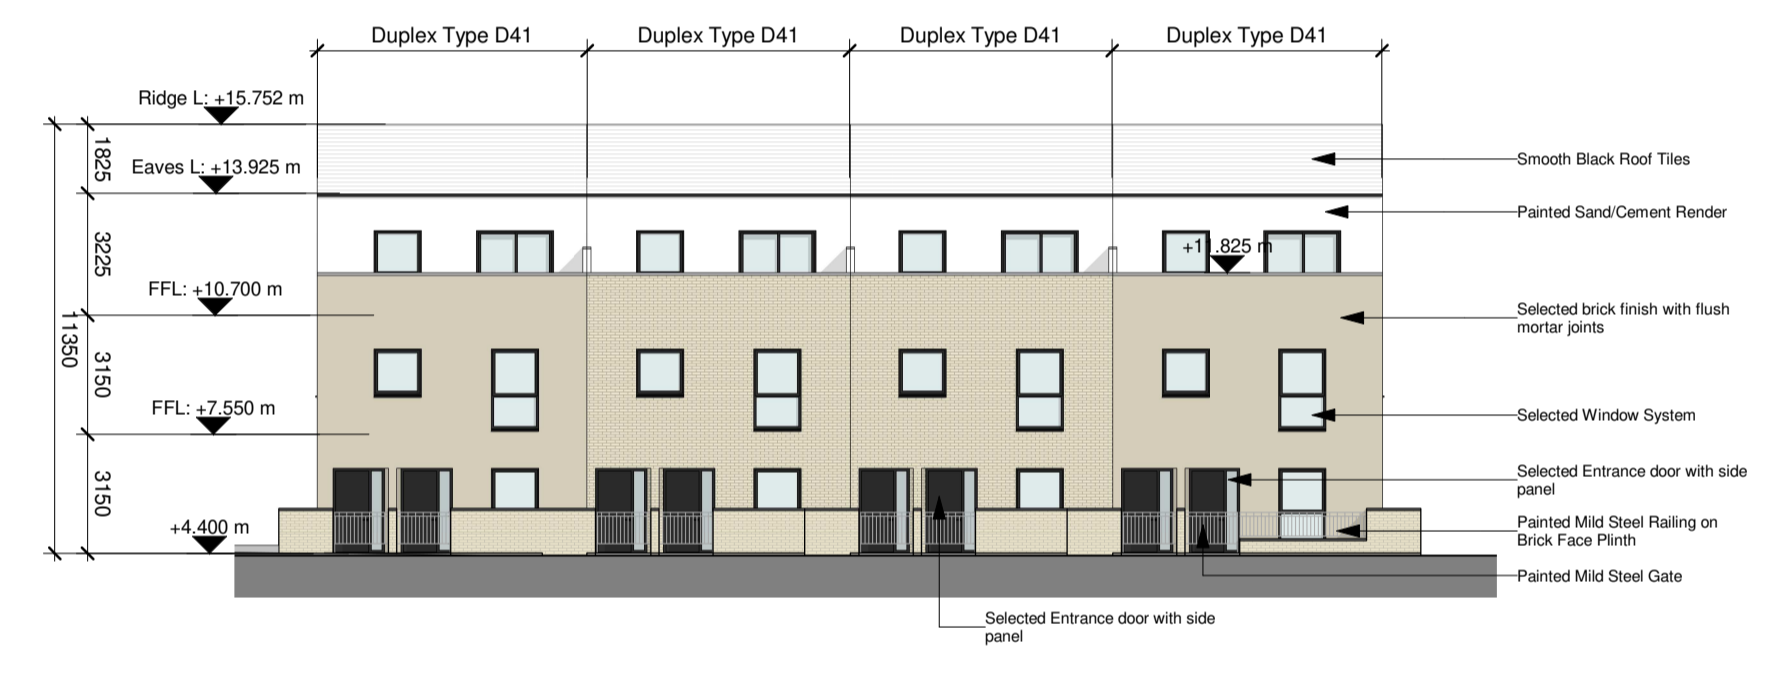 Duplex Type D41
Duplex Type D41
Duplex Type D41
Duplex Type D41
Ridge L: +15.752 m
1825
Eaves L: +13.925 m
3225
FFL: +10.700 m
11350
3150
FFL: +7.550 m
3150
+4.400 m
+11.825 m
Smooth Black Roof Tiles
Painted Sand/Cement Render
Selected brick finish with flush
mortar joints
Selected Window System
Selected Entrance door with side
panel
Painted Mild Steel Railing on
Brick Face Plinth
Painted Mild Steel Gate
Selected Entrance door with side
panel